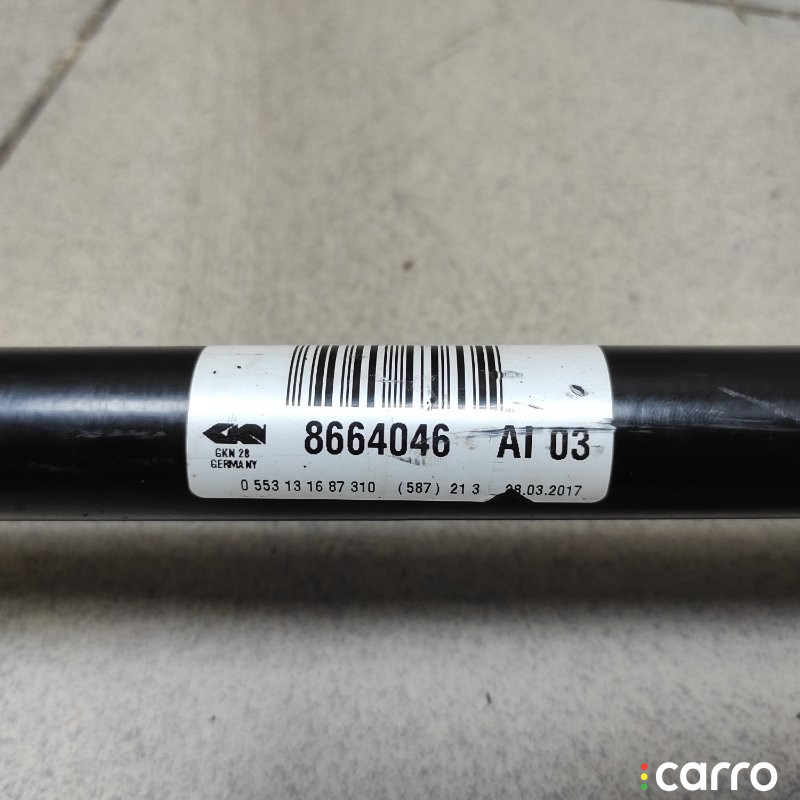 GKN
8664046 AI 03
GKN 28
GERMANY
0 553 13 16 87 310 (587) 21 3 28.03.2017
carro